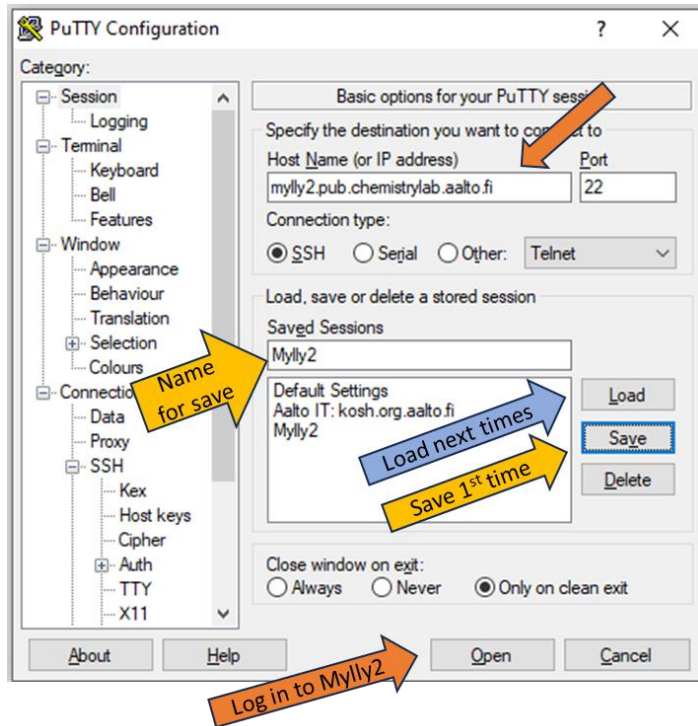 PuTTY Configuration
? ×
Category:
Session
Logging
Terminal
Keyboard
Bell
Features
Window
Appearance
Behaviour
Translation
Selection
Colours
Connectio
Data
Proxy
SSH
Kex
Host keys
Cipher
Auth
TTY
X11
Basic options for your PuTTY sessi
Specify the destination you want to co ect to
Host Name (or IP address)
Port
mylly2.pub.chemistrylab.aalto.fi
22
Connection type:
SSH
Serial
Other:
Telnet
Load, save or delete a stored session
Saved Sessions
Mylly2
Name
for save
Default Settings
Aalto IT: kosh.org.aalto.fi
Mylly2
Load next times
Save 1st time
Load
Save
Delete
Close window on exit:
Always
Never
Only on clean exit
About
Help
Open
Cancel
Log in to Mylly2